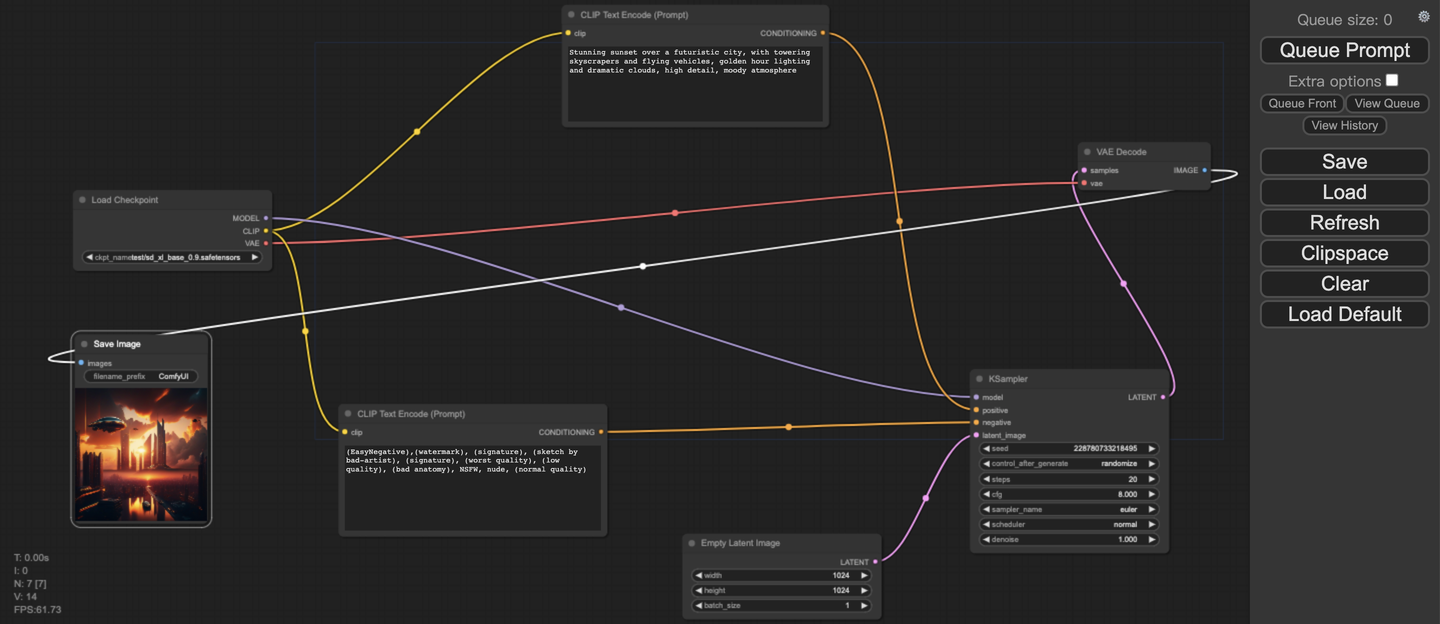 CLIP Text Encode (Prompt)
clip
CONDITIONING
Stunning sunset over a futuristic city, with towering
skyscrapers and flying vehicles, golden hour lighting
and dramatic clouds, high detail, moody atmosphere
VAE Decode
samples
IMAGE
vae
Load Checkpoint
MODEL
CLIP
VAE
ckpt_name test/sd_xl_base_0.9.safetensors
Save Image
images
filename_prefix ComfyUI
CLIP Text Encode (Prompt)
clip
CONDITIONING
(EasyNegative),(watermark), (signature), (sketch by
bad-artist), (signature), (worst quality), (low
quality), (bad anatomy), NSFW, nude, (normal quality)
KSampler
model
LATENT
positive
negative
latent_image
seed 228780733218495
control_after_generate randomize
steps 20
cfg 8.000
sampler_name euler
scheduler normal
denoise 1.000
Empty Latent Image
LATENT
width 1024
height 1024
batch_size 1
T: 0.00s
I: 0
N: 7 [7]
V: 14
FPS:61.73
Queue size: 0
Queue Prompt
Extra options
Queue Front
View Queue
View History
Save
Load
Refresh
Clipspace
Clear
Load Default